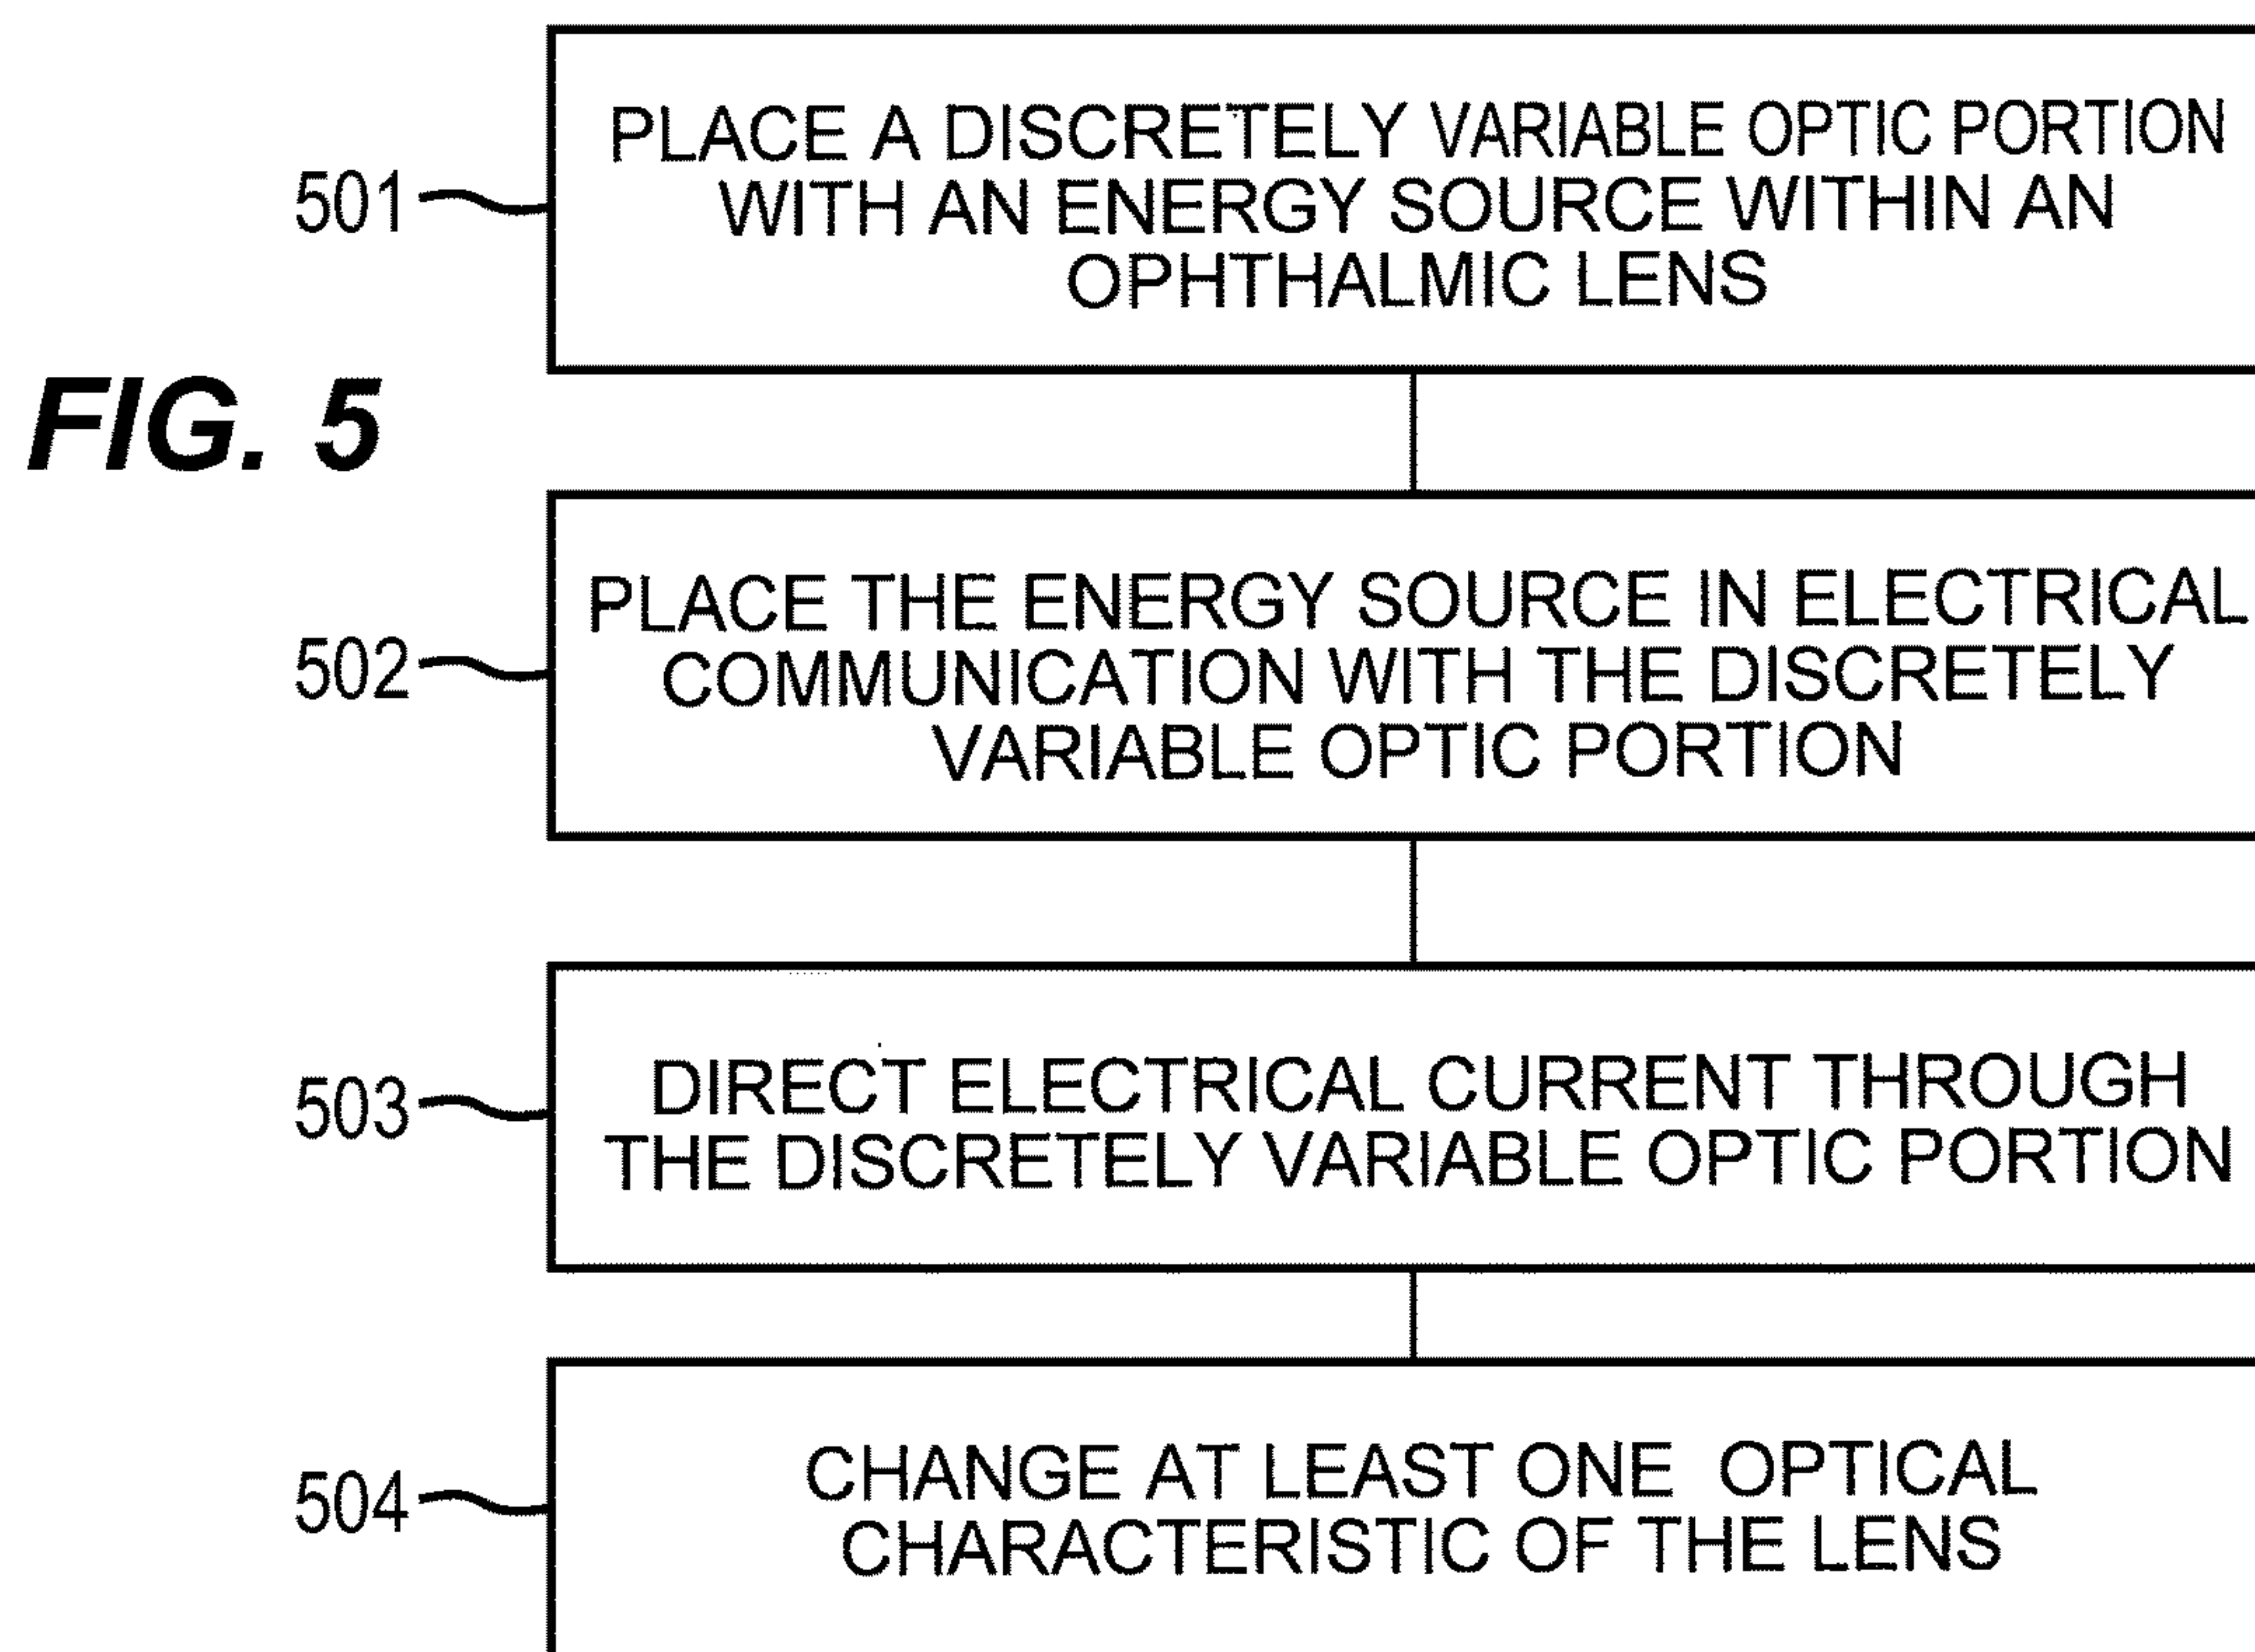 PLACE A DISCRETELY VARIABLE OPTIC PORTION
501 WITH AN ENERGY SOURCE WITHIN AN
OPHTHALMIC LENS
FIG. 5
PLACE THE ENERGY SOURCE IN ELECTRICAL
502 COMMUNICATION WITH THE DISCRETELY
VARIABLE OPTIC PORTION
503 DIRECT ELECTRICAL CURRENT THROUGH
THE DISCRETELY VARIABLE OPTIC PORTION
504 CHANGE AT LEAST ONE OPTICAL
CHARACTERISTIC OF THE LENS